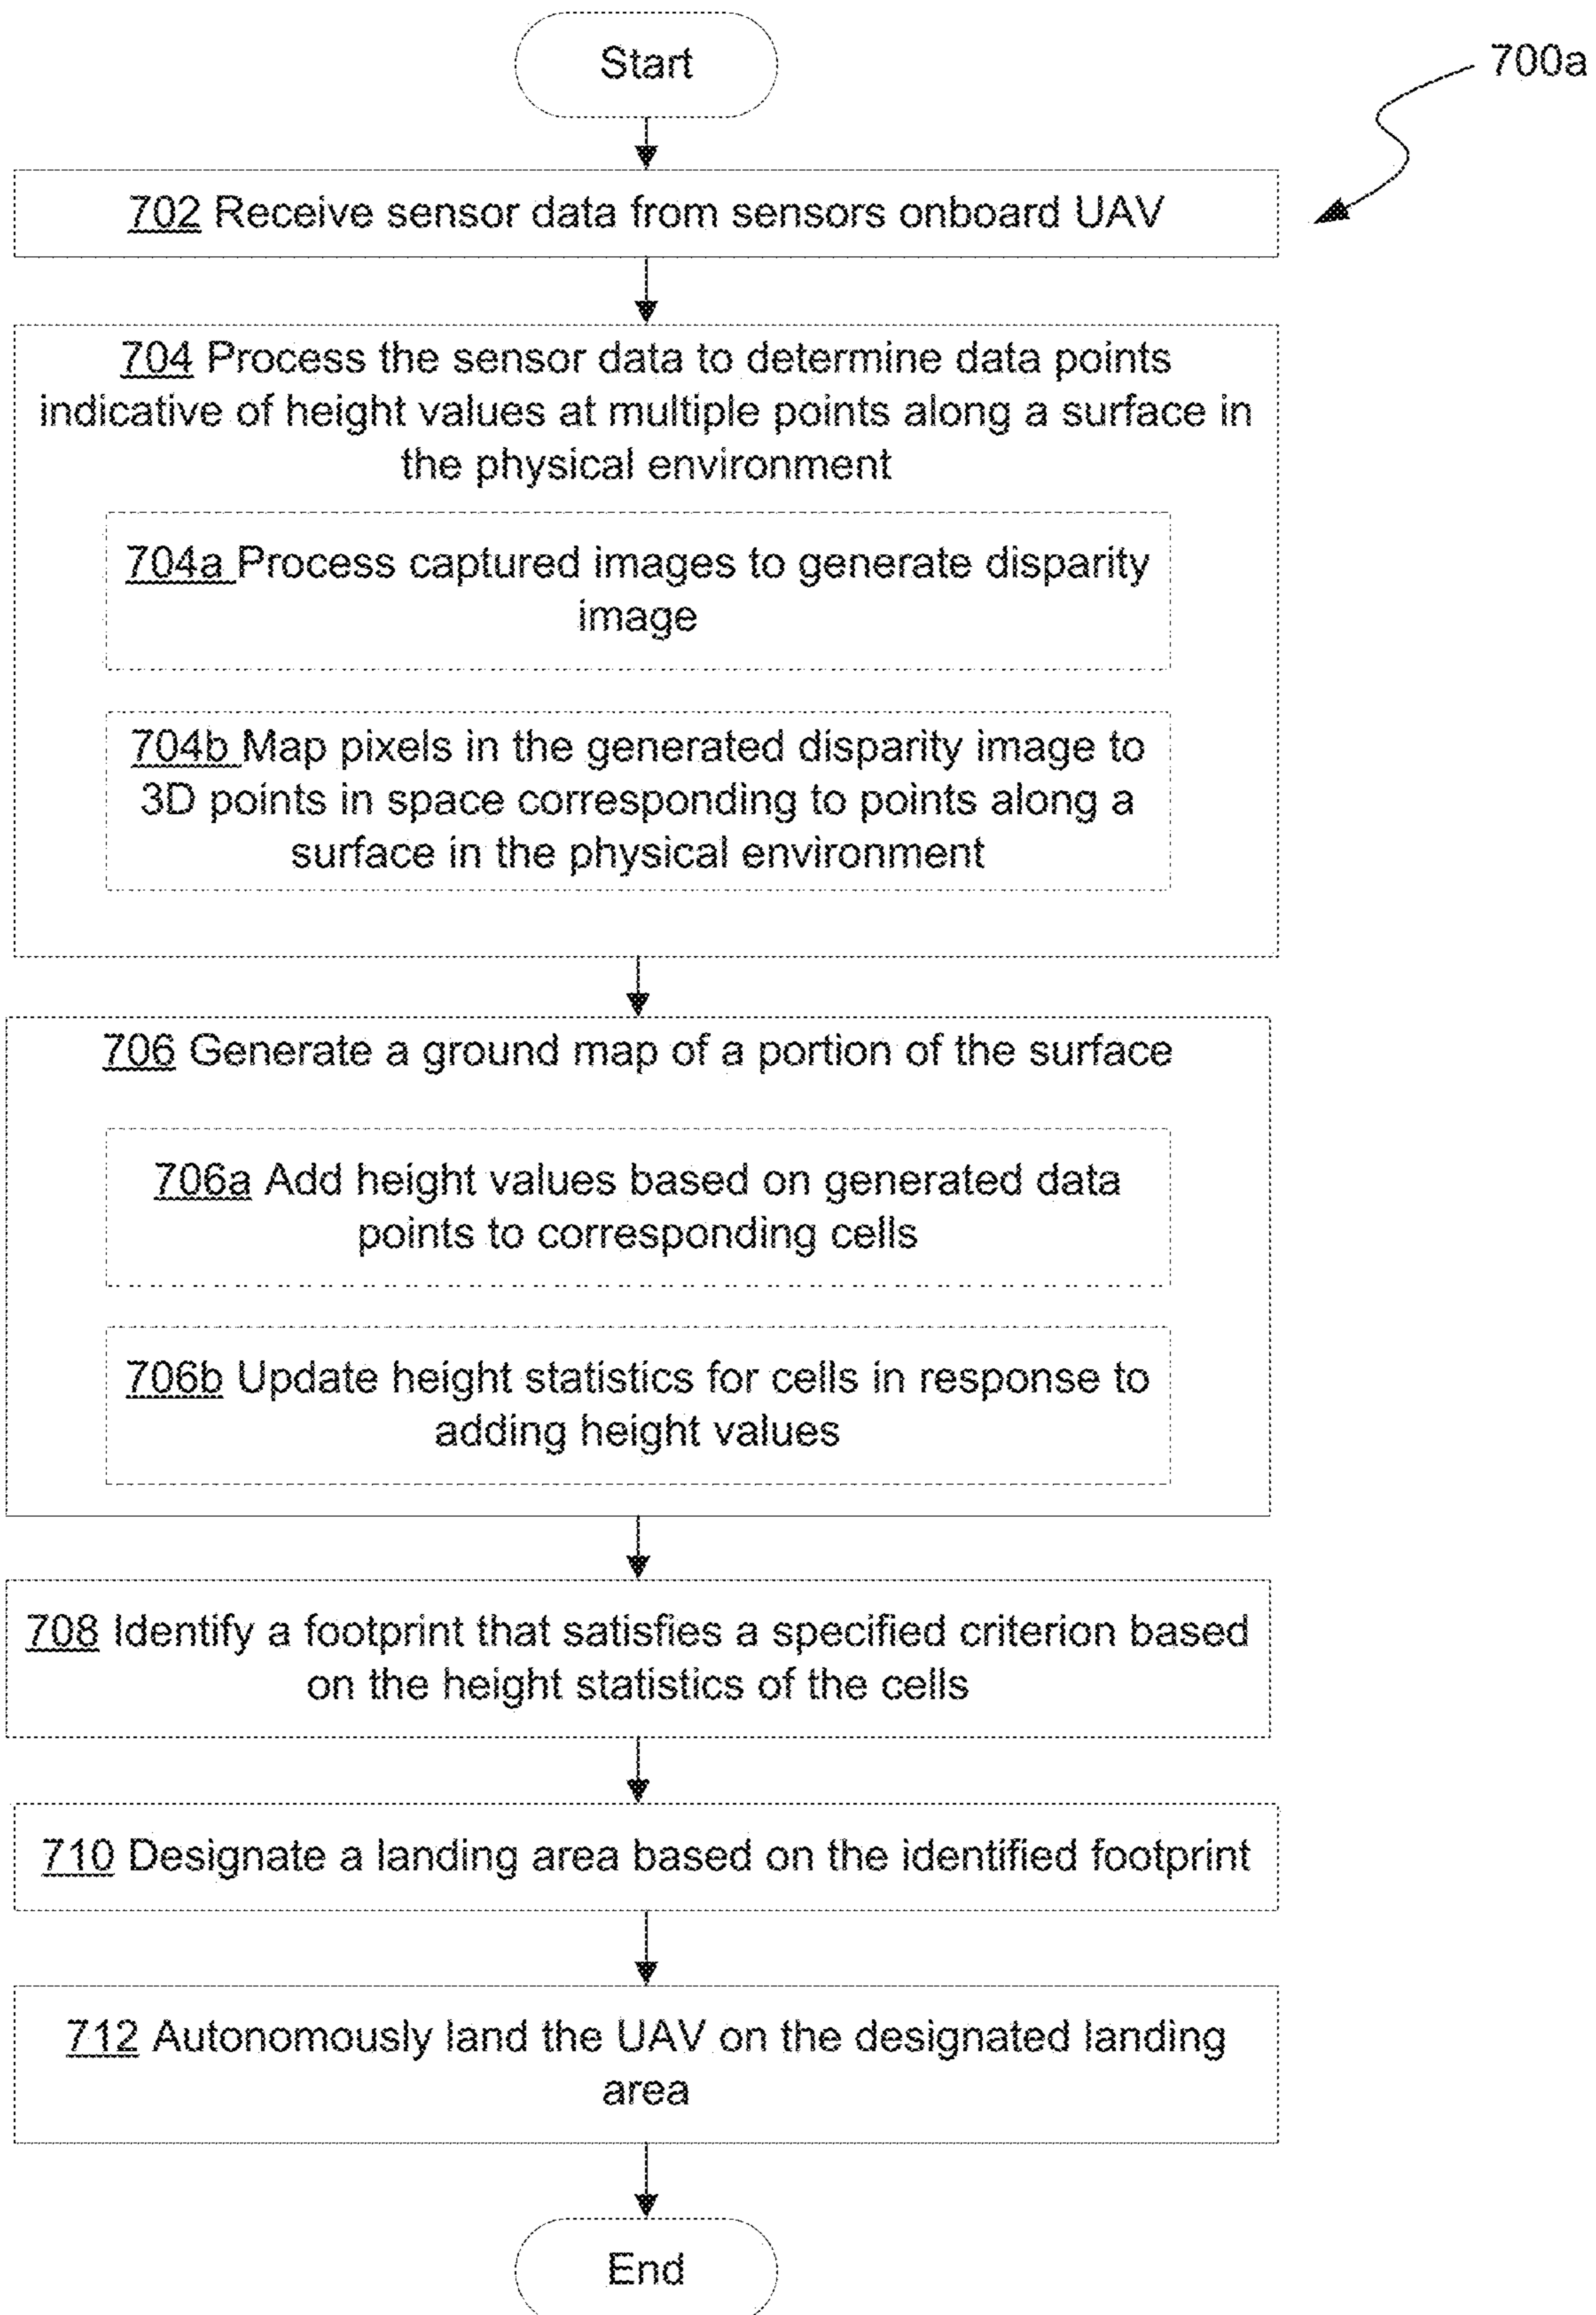 Start
700a
702 Receive sensor data from sensors onboard UAV
704 Process the sensor data to determine data points
indicative of height values at multiple points along a surface in
the physical environment
704a Process captured images to generate disparity
image
704b Map pixels in the generated disparity image to
3D points in space corresponding to points along a
surface in the physical environment
706 Generate a ground map of a portion of the surface
706a Add height values based on generated data
points to corresponding cells
706b Update height statistics for cells in response to
adding height values
708 Identify a footprint that satisfies a specified criterion based
on the height statistics of the cells
710 Designate a landing area based on the identified footprint
712 Autonomously land the UAV on the designated landing
area
End